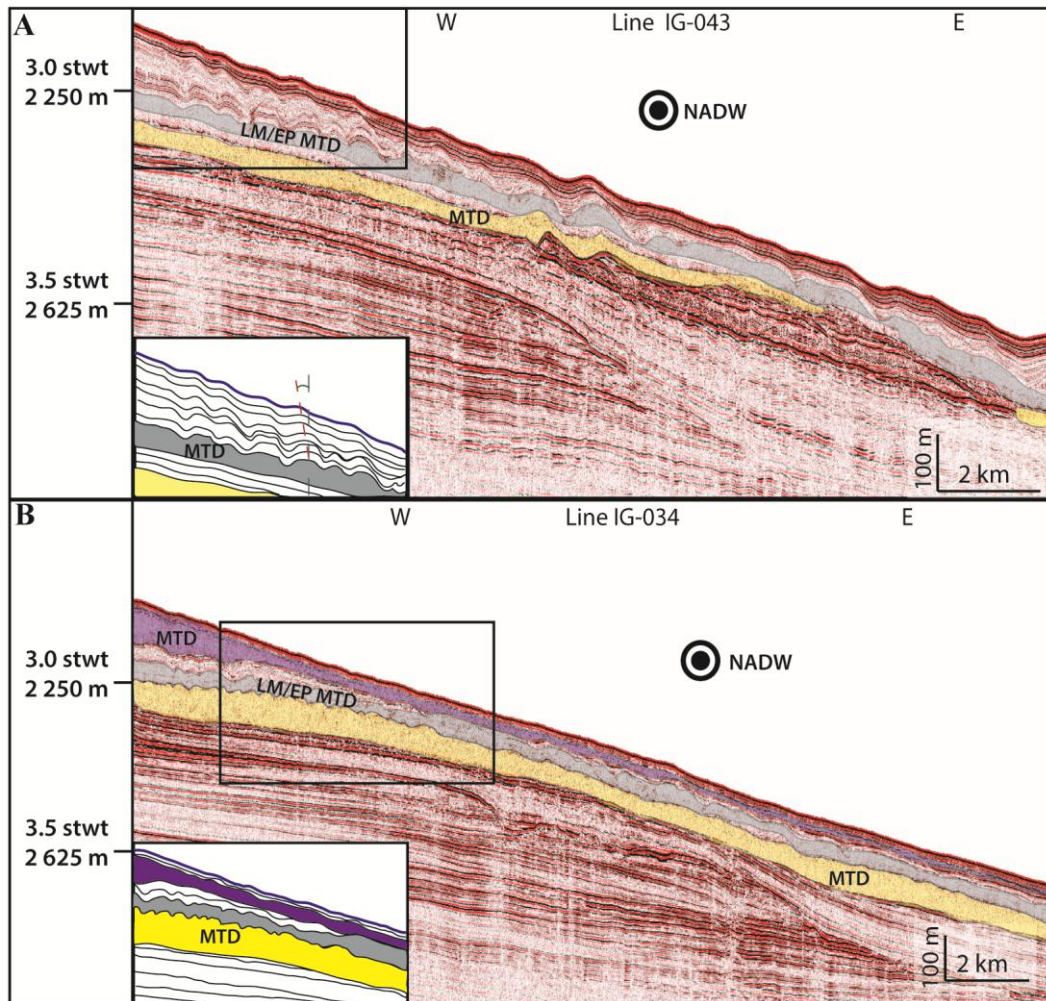 A
W
Line IG-043
E
3.0 stwt
2 250 m
NADW
LM/EP MTD
MTD
3.5 stwt
2 625 m
MTD
100 m
2 km
B
W
Line IG-034
E
MTD
3.0 stwt
2 250 m
NADW
LM/EP MTD
3.5 stwt
2 625 m
MTD
MTD
100 m
2 km